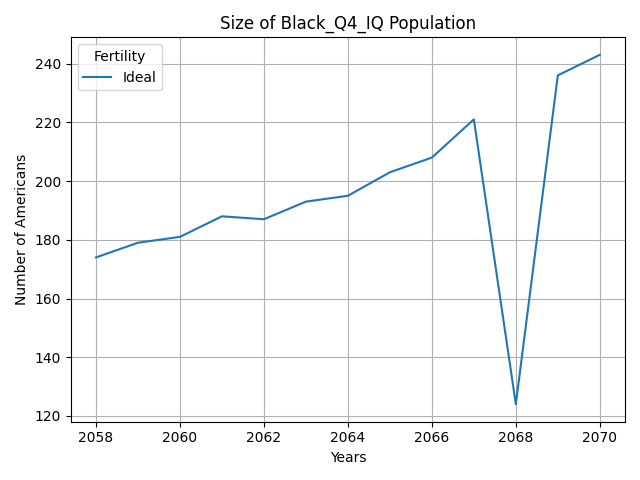 Size of Black_Q4_IQ Population
Fertility
Ideal
Number of Americans
240
220
200
180
160
140
120
2058
2060
2062
2064
2066
2068
2070
Years